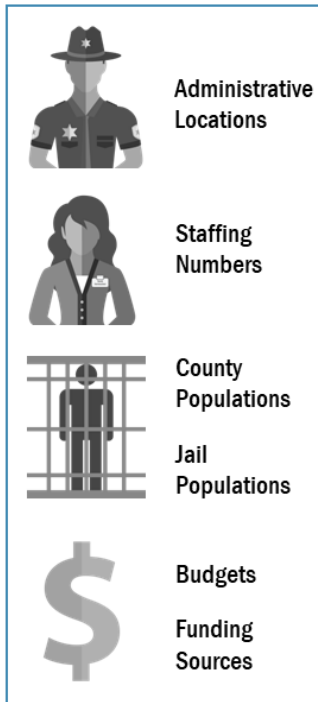 Administrative
Locations
Staffing
Numbers
County
Populations
Jail
Populations
Budgets
Funding
Sources